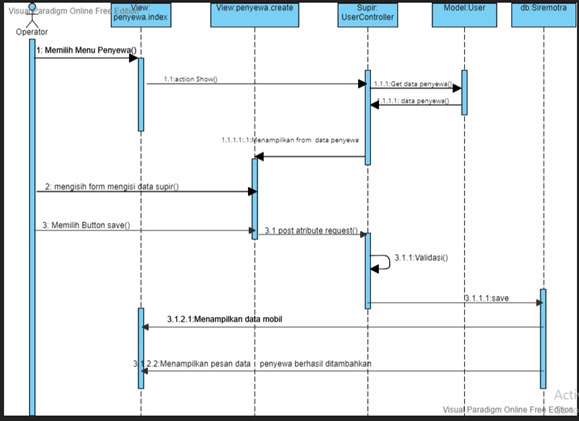 Visual Paradigm Online Free Edition
View:
penyewa.index
View:penyewa.create
Supir:
UserController
Model:User
db:Siremotra
Operator
1: Memilih Menu Penyewa()
1.1:action Show()
1.1.1:Get data penyewa()
1.1.1.1: data penyewa()
1.1.1.1:.1:Menampilkan from data penyewa
2: mengisih form mengisi data supir()
3: Memilih Button save()
3.1 post atribute request()
3.1.1:Validasi()
3.1.1.1:save
3.1.2.1:Menampilkan data mobil
3.1.2.2:Menampilkan pesan data penyewa berhasil ditambahkan
Acti
Visual Paradigm Online Free Edition